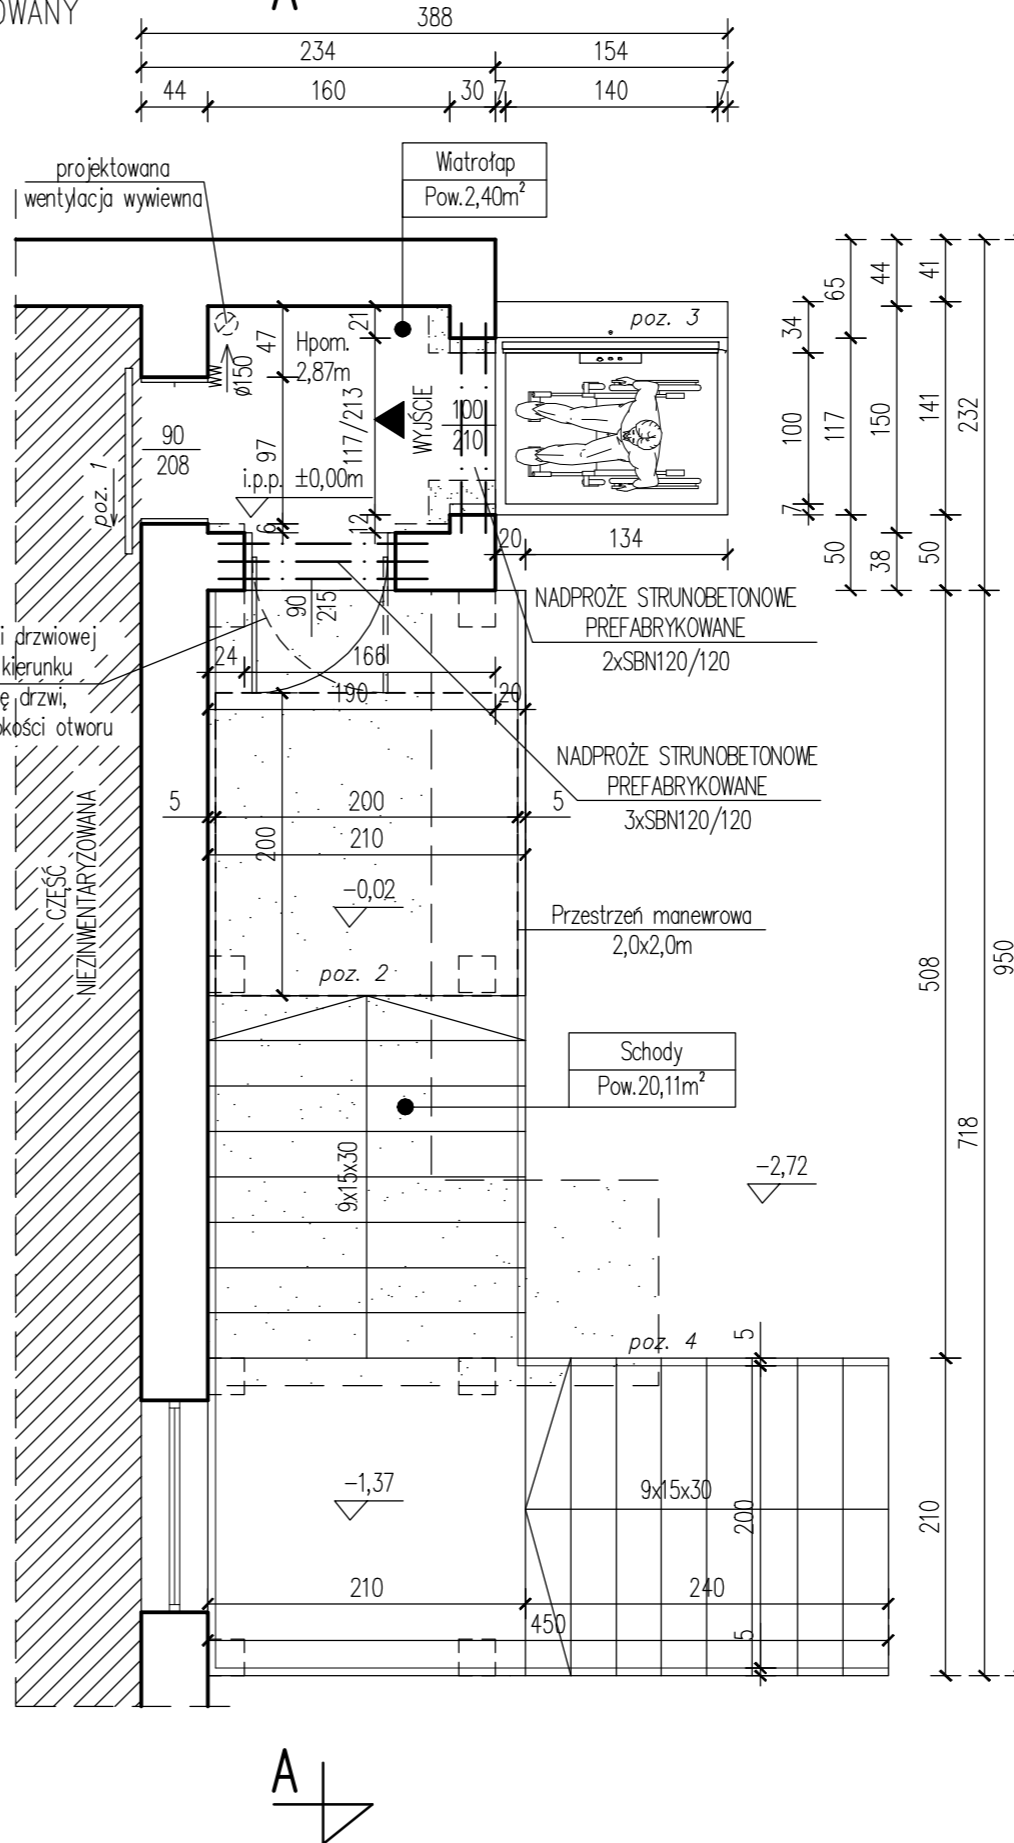 OWANY
A
388
234
154
44
160
30
7
140
7
projektowana
wentylacja wywiewna
Wiatrołap
Pow.2,40m²
poz. 3
65
44
41
34
21
47
Hpom.
2,87m
WW
ø150
117/213
WYJŚCIE
100
210
100
117
150
141
232
90
208
97
poz. 1
i.p.p. ±0,00m
7
6
12
20
134
50
38
50
90
215
NADPROŻE STRUNOBETONOWE
PREFABRYKOWANE
2xSBN120/120
i drzwiowej
kierunku
ę drzwi,
okości otworu
24
166
190
20
NADPROŻE STRUNOBETONOWE
PREFABRYKOWANE
3xSBN120/120
5
200
5
200
210
CZĘŚĆ
NIEZINWENTARYZOWANA
-0,02
Przestrzeń manewrowa
2,0x2,0m
poz. 2
508
950
Schody
Pow.20,11m²
718
9x15x30
-2,72
poz. 4
5
-1,37
9x15x30
200
210
210
240
450
5
A